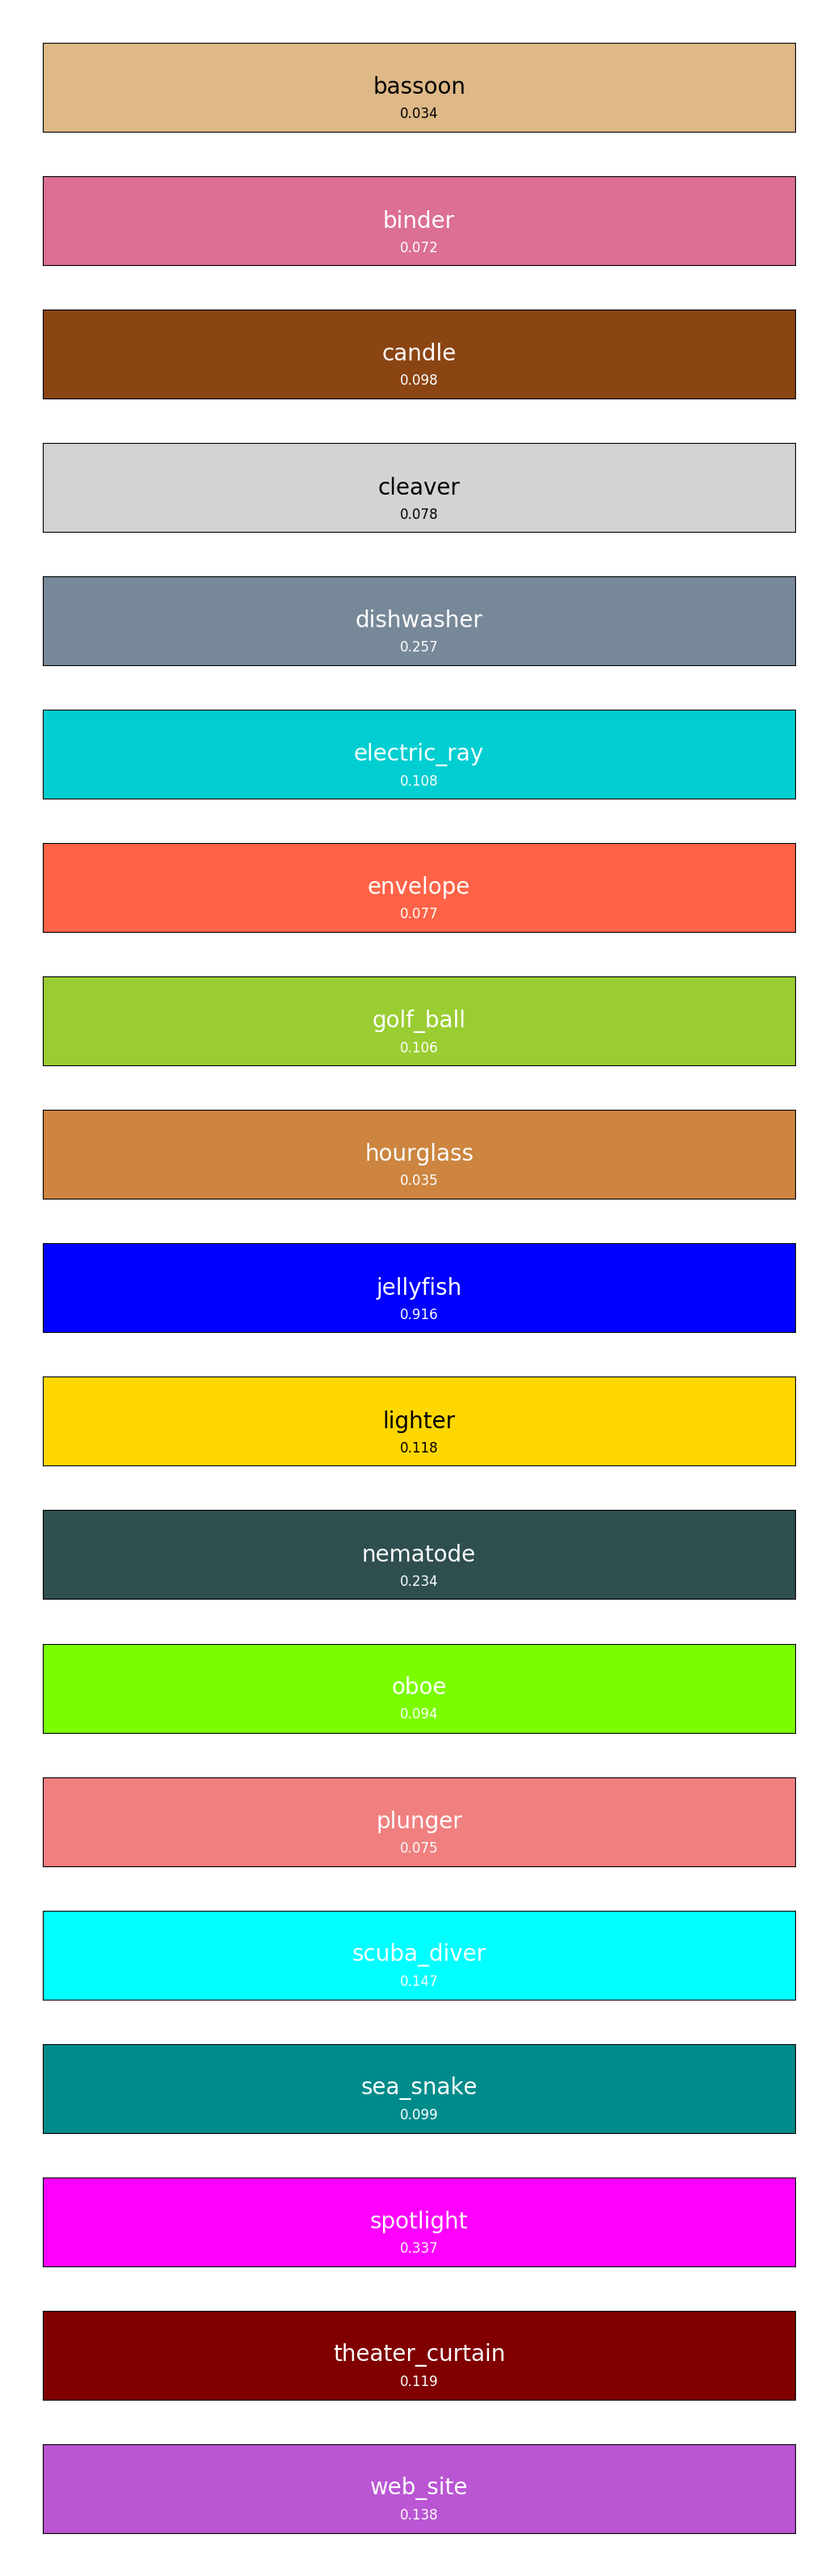 bassoon
0.034
binder
0.072
candle
0.098
cleaver
0.078
dishwasher
0.257
electric_ray
0.108
envelope
0.077
golf_ball
0.106
hourglass
0.035
jellyfish
0.916
lighter
0.118
nematode
0.234
oboe
0.094
plunger
0.075
scuba_diver
0.147
sea_snake
0.099
spotlight
0.337
theater_curtain
0.119
web_site
0.138